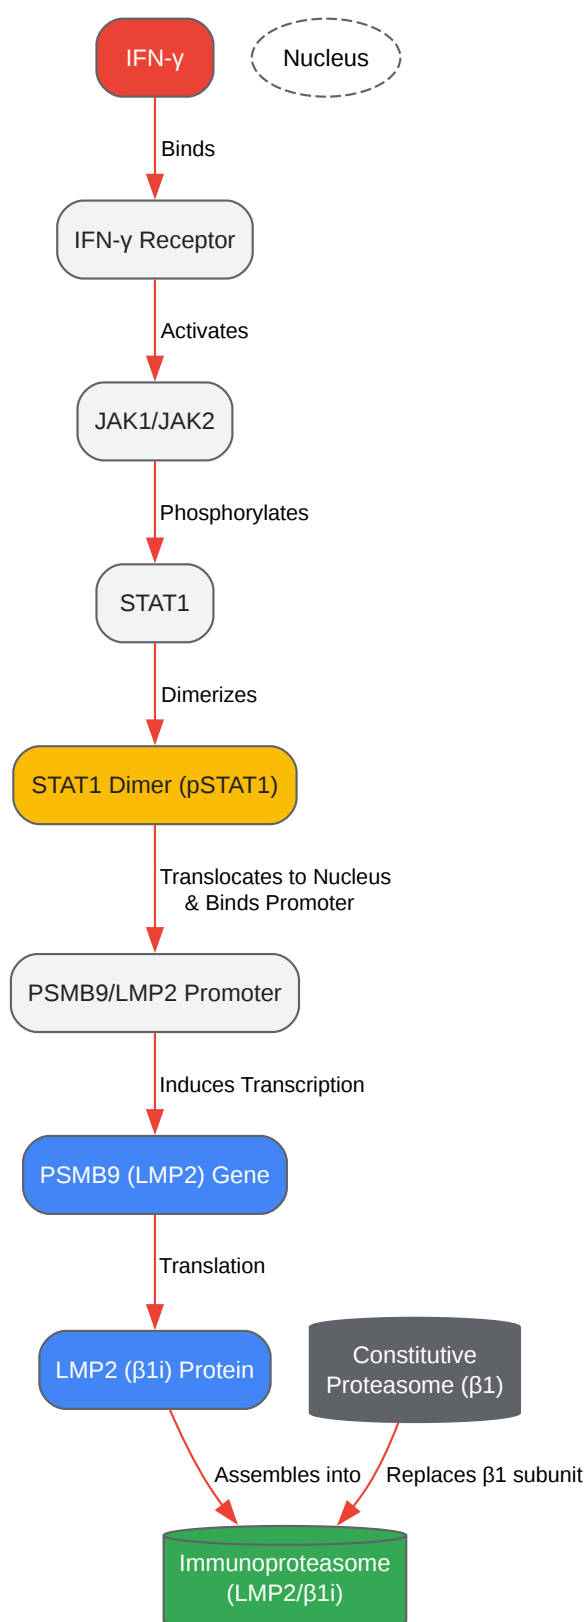 IFN-γ
Nucleus
Binds
IFN-γ Receptor
Activates
JAK1/JAK2
Phosphorylates
STAT1
Dimerizes
STAT1 Dimer (pSTAT1)
Translocates to Nucleus
& Binds Promoter
PSMB9/LMP2 Promoter
Induces Transcription
PSMB9 (LMP2) Gene
Translation
LMP2 (β1i) Protein
Constitutive
Proteasome (β1)
Assembles into
Replaces β1 subunit
Immunoproteasome
(LMP2/β1i)